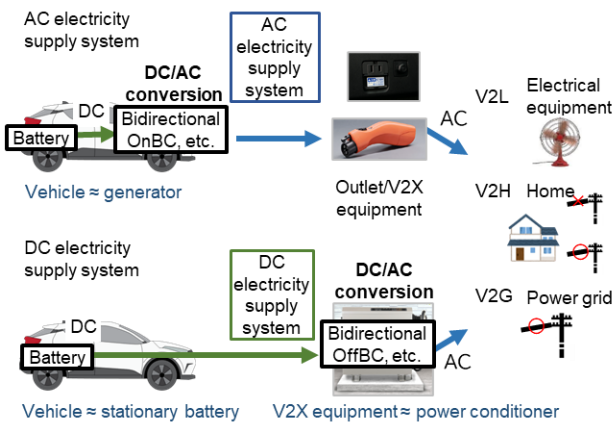 AC electricity
supply system
AC
electricity
supply
system
DC/AC
conversion
DC
Battery
Bidirectional
OnBC, etc.
AC
V2L
Electrical
equipment
Vehicle ≈ generator
Outlet/V2X
equipment
V2H
Home
DC electricity
supply system
DC
electricity
supply
system
DC/AC
conversion
V2G
Power grid
DC
Battery
Bidirectional
OffBC, etc.
AC
Vehicle ≈ stationary battery
V2X equipment ≈ power conditioner